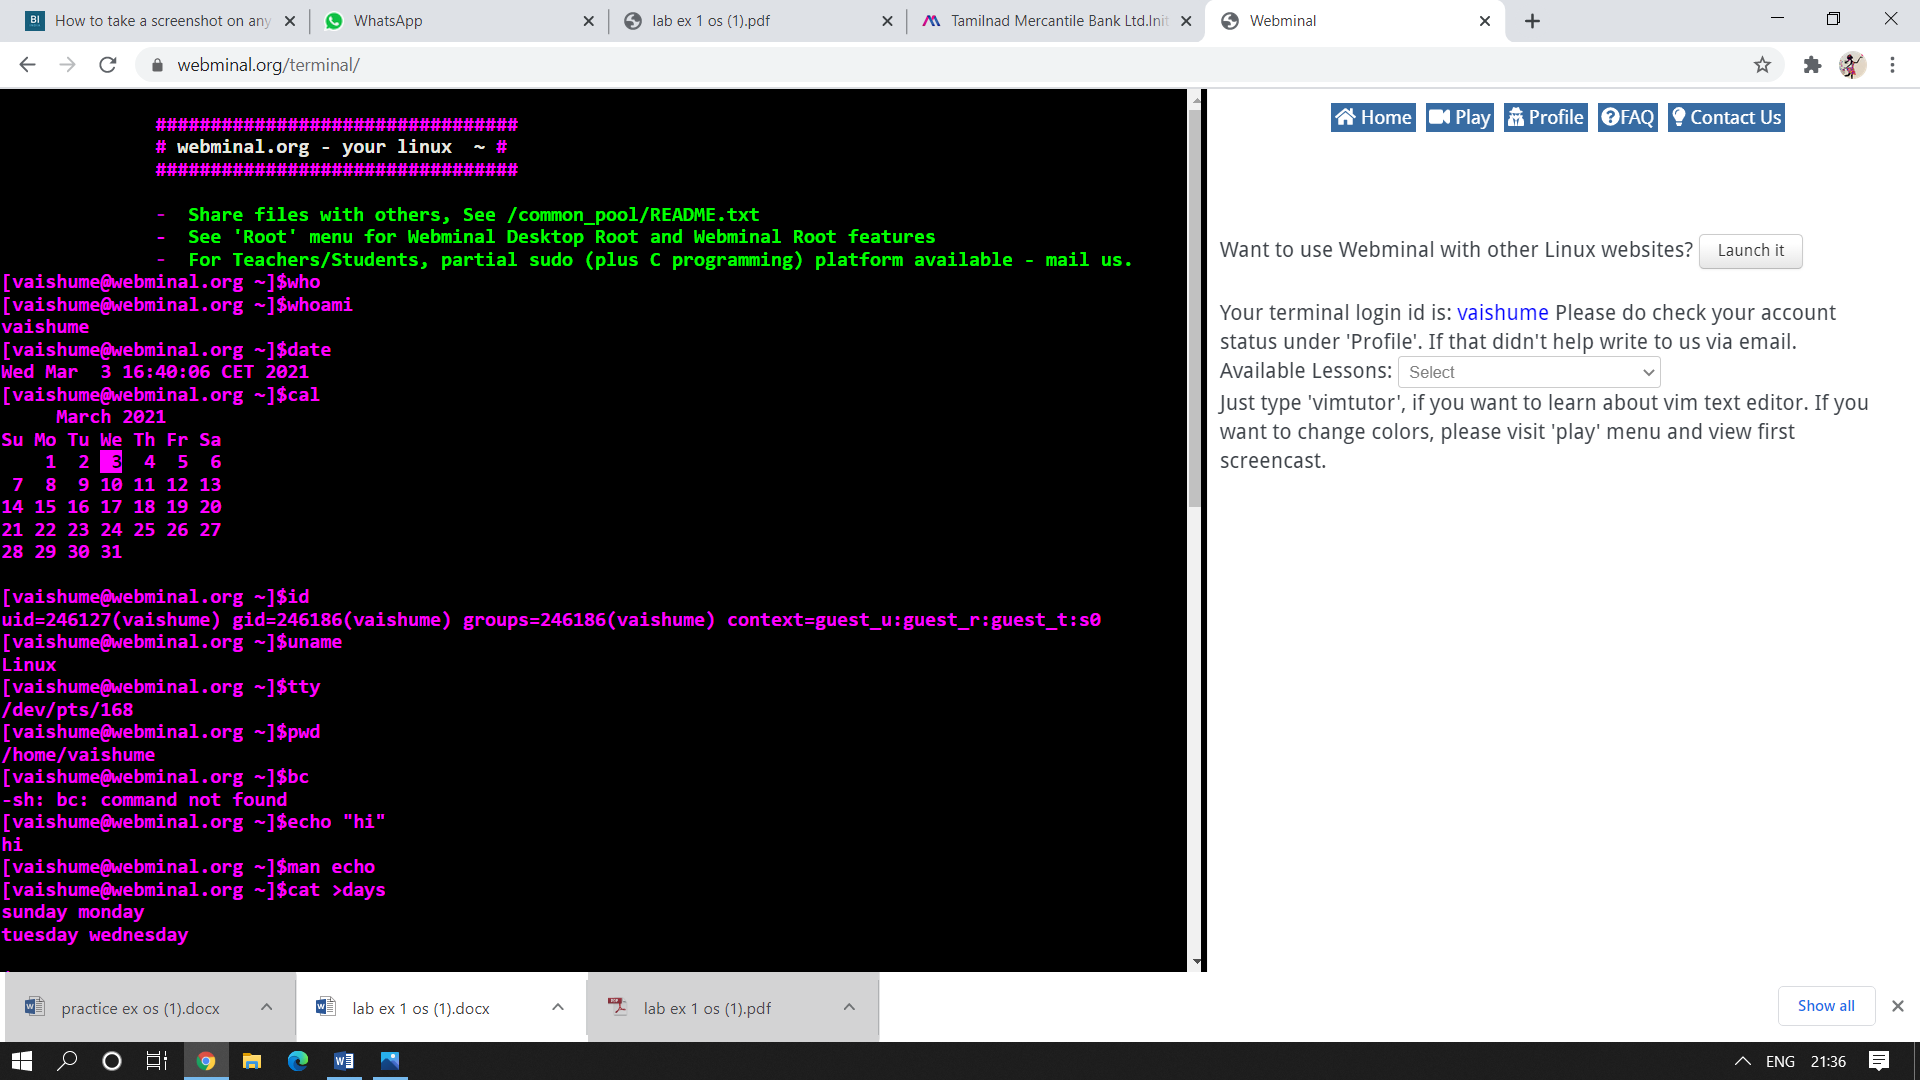 How to take a screenshot on any
WhatsApp
lab ex 1 os (1).pdf
Tamilnad Mercantile Bank Ltd.Init
Webminal
webminal.org/terminal/
#################################
# webminal.org - your linux  ~ #
#################################
- Share files with others, See /common_pool/README.txt
- See 'Root' menu for Webminal Desktop Root and Webminal Root features
- For Teachers/Students, partial sudo (plus C programming) platform available - mail us.
[vaishume@webminal.org ~]$who
[vaishume@webminal.org ~]$whoami
vaishume
[vaishume@webminal.org ~]$date
Wed Mar  3 16:40:06 CET 2021
[vaishume@webminal.org ~]$cal
March 2021
Su Mo Tu We Th Fr Sa
1  2  3  4  5  6
7  8  9 10 11 12 13
14 15 16 17 18 19 20
21 22 23 24 25 26 27
28 29 30 31
[vaishume@webminal.org ~]$id
uid=246127(vaishume) gid=246186(vaishume) groups=246186(vaishume) context=guest_u:guest_r:guest_t:s0
[vaishume@webminal.org ~]$uname
Linux
[vaishume@webminal.org ~]$tty
/dev/pts/168
[vaishume@webminal.org ~]$pwd
/home/vaishume
[vaishume@webminal.org ~]$bc
-sh: bc: command not found
[vaishume@webminal.org ~]$echo "hi"
hi
[vaishume@webminal.org ~]$man echo
[vaishume@webminal.org ~]$cat >days
sunday monday
tuesday wednesday
Home Play Profile FAQ Contact Us
Want to use Webminal with other Linux websites? Launch it
Your terminal login id is: vaishume Please do check your account
status under 'Profile'. If that didn't help write to us via email.
Available Lessons: Select
Just type 'vimtutor', if you want to learn about vim text editor. If you
want to change colors, please visit 'play' menu and view first
screencast.
practice ex os (1).docx
lab ex 1 os (1).docx
lab ex 1 os (1).pdf
Show all
ENG 21:36